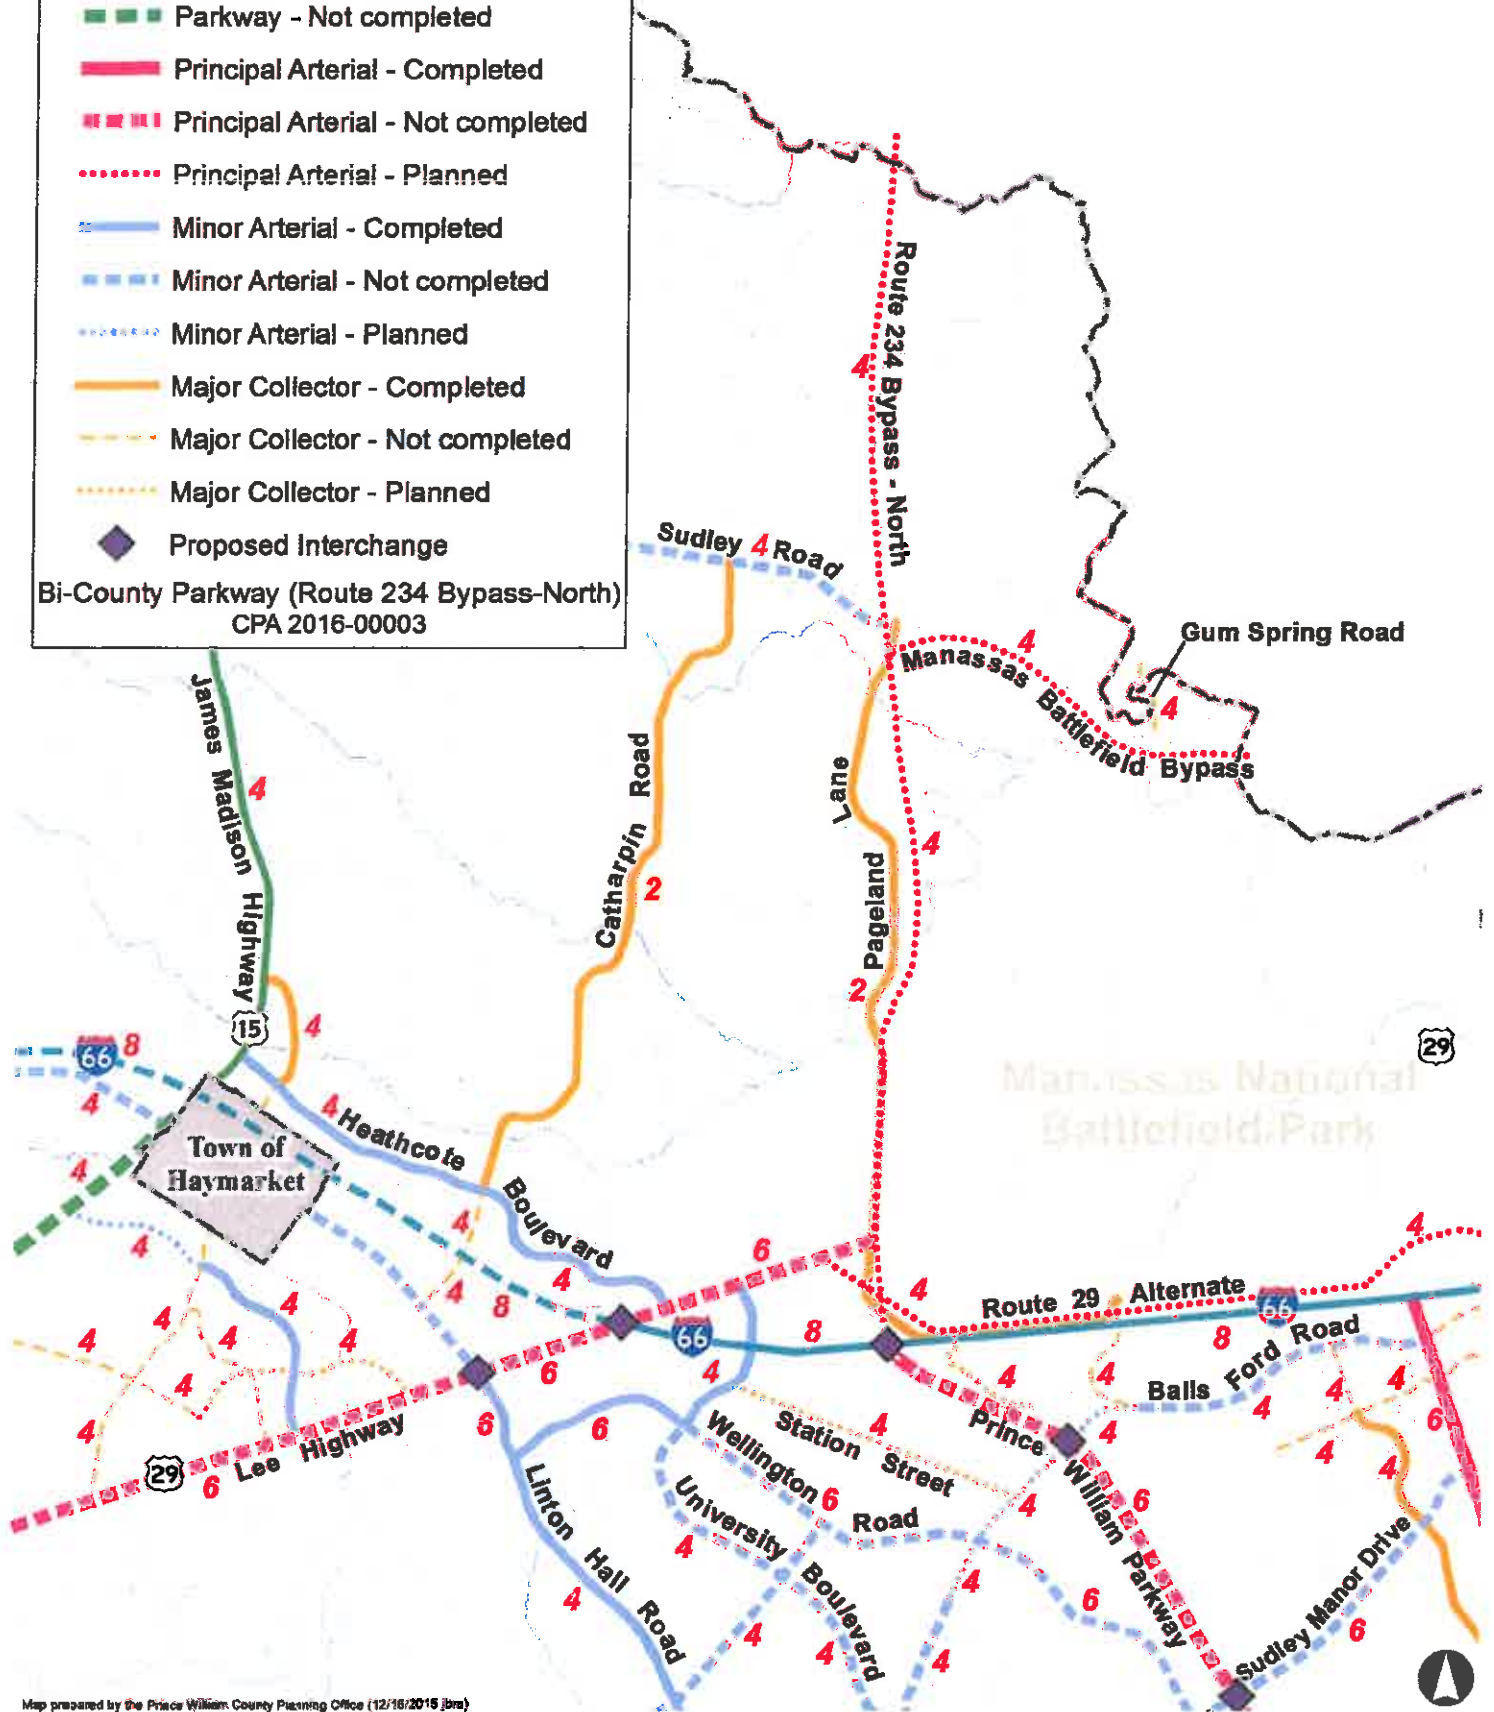 Parkway - Not completed
Principal Arterial - Completed
Principal Arterial - Not completed
Principal Arterial - Planned
Minor Arterial - Completed
Minor Arterial - Not completed
Minor Arterial - Planned
Major Collector - Completed
Major Collector - Not completed
Major Collector - Planned
Proposed Interchange
Bi-County Parkway (Route 234 Bypass-North)
CPA 2016-00003
Route 234 Bypass - North
4
Sudley 4 Road
Gum Spring Road
4
Manassas Battlefield Bypass
4
James Madison Highway
4
Catharpin Road
2
Pageland Lane
4
2
15
4
66
8
4
29
Manassas National
Battlefield Park
Town of
Haymarket
4
4
4 Heathcote Boulevard
4
4
8
4
6
66
8
4
Route 29 Alternate
66
4
8
Balls Ford Road
4
4
4
4
4
6
4
4
4
4
4
4
4
4
4
6
6
6
4
29
Lee Highway
6
Linton Hall Road
4
Wellington Road
6
Station Street
4
4
Prince William Parkway
6
University Boulevard
4
4
4
4
4
6
Sudley Manor Drive
6
Map prepared by the Prince William County Planning Office (12/16/2015 jbra)